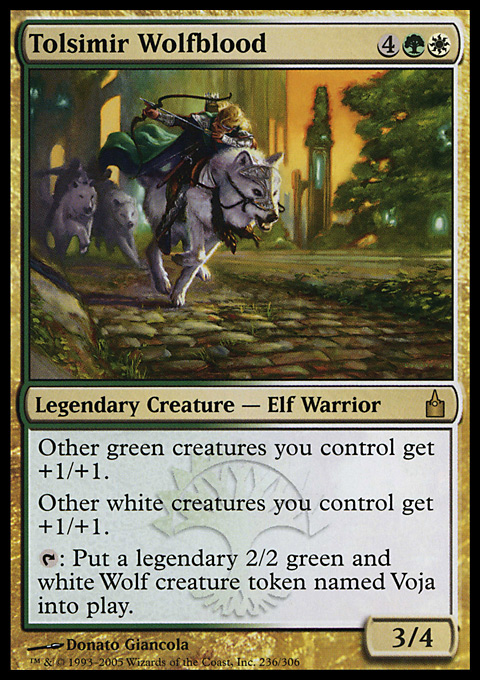 Tolsimir Wolfblood 4
Legendary Creature — Elf Warrior
Other green creatures you control get
+1/+1.
Other white creatures you control get
+1/+1.
: Put a legendary 2/2 green and
white Wolf creature token named Voja
into play.
Donato Giancola
3/4
™ & © 1993–2005 Wizards of the Coast, Inc. 236/306